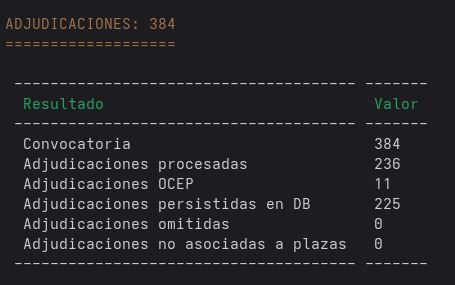 ADJUDICACIONES: 384
===================
-------------------------------------- -------
Resultado Valor
-------------------------------------- -------
Convocatoria 384
Adjudicaciones procesadas 236
Adjudicaciones OCEP 11
Adjudicaciones persistidas en DB 225
Adjudicaciones omitidas 0
Adjudicaciones no asociadas a plazas 0
-------------------------------------- -------